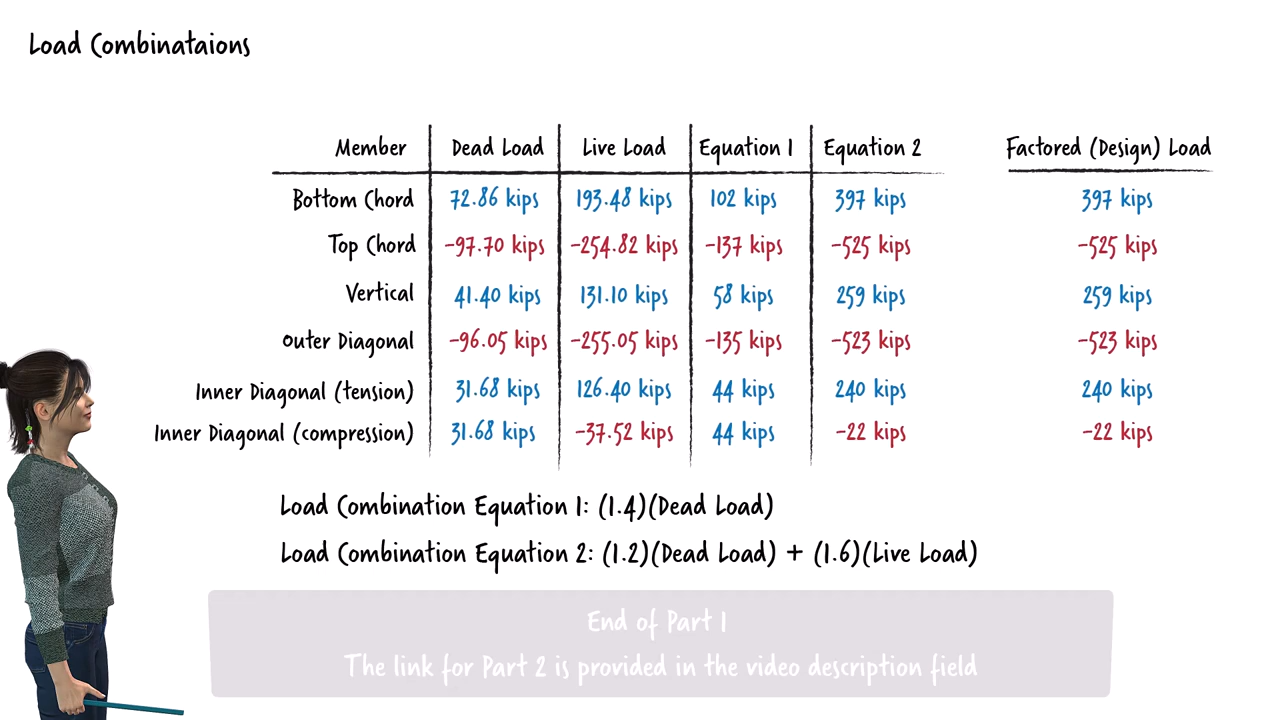 Load Combinataions
Member Dead Load Live Load Equation 1 Equation 2 Factored (Design) Load
Bottom Chord 72.86 kips 193.48 kips 102 kips 397 kips 397 kips
Top Chord -97.70 kips -254.82 kips -137 kips -525 kips -525 kips
Vertical 41.40 kips 131.10 kips 58 kips 259 kips 259 kips
Outer Diagonal -96.05 kips -255.05 kips -135 kips -523 kips -523 kips
Inner Diagonal (tension) 31.68 kips 126.40 kips 44 kips 240 kips 240 kips
Inner Diagonal (compression) 31.68 kips -37.52 kips 44 kips -22 kips -22 kips
Load Combination Equation 1: (1.4)(Dead Load)
Load Combination Equation 2: (1.2)(Dead Load) + (1.6)(Live Load)
End of Part 1
The link for Part 2 is provided in the video description field